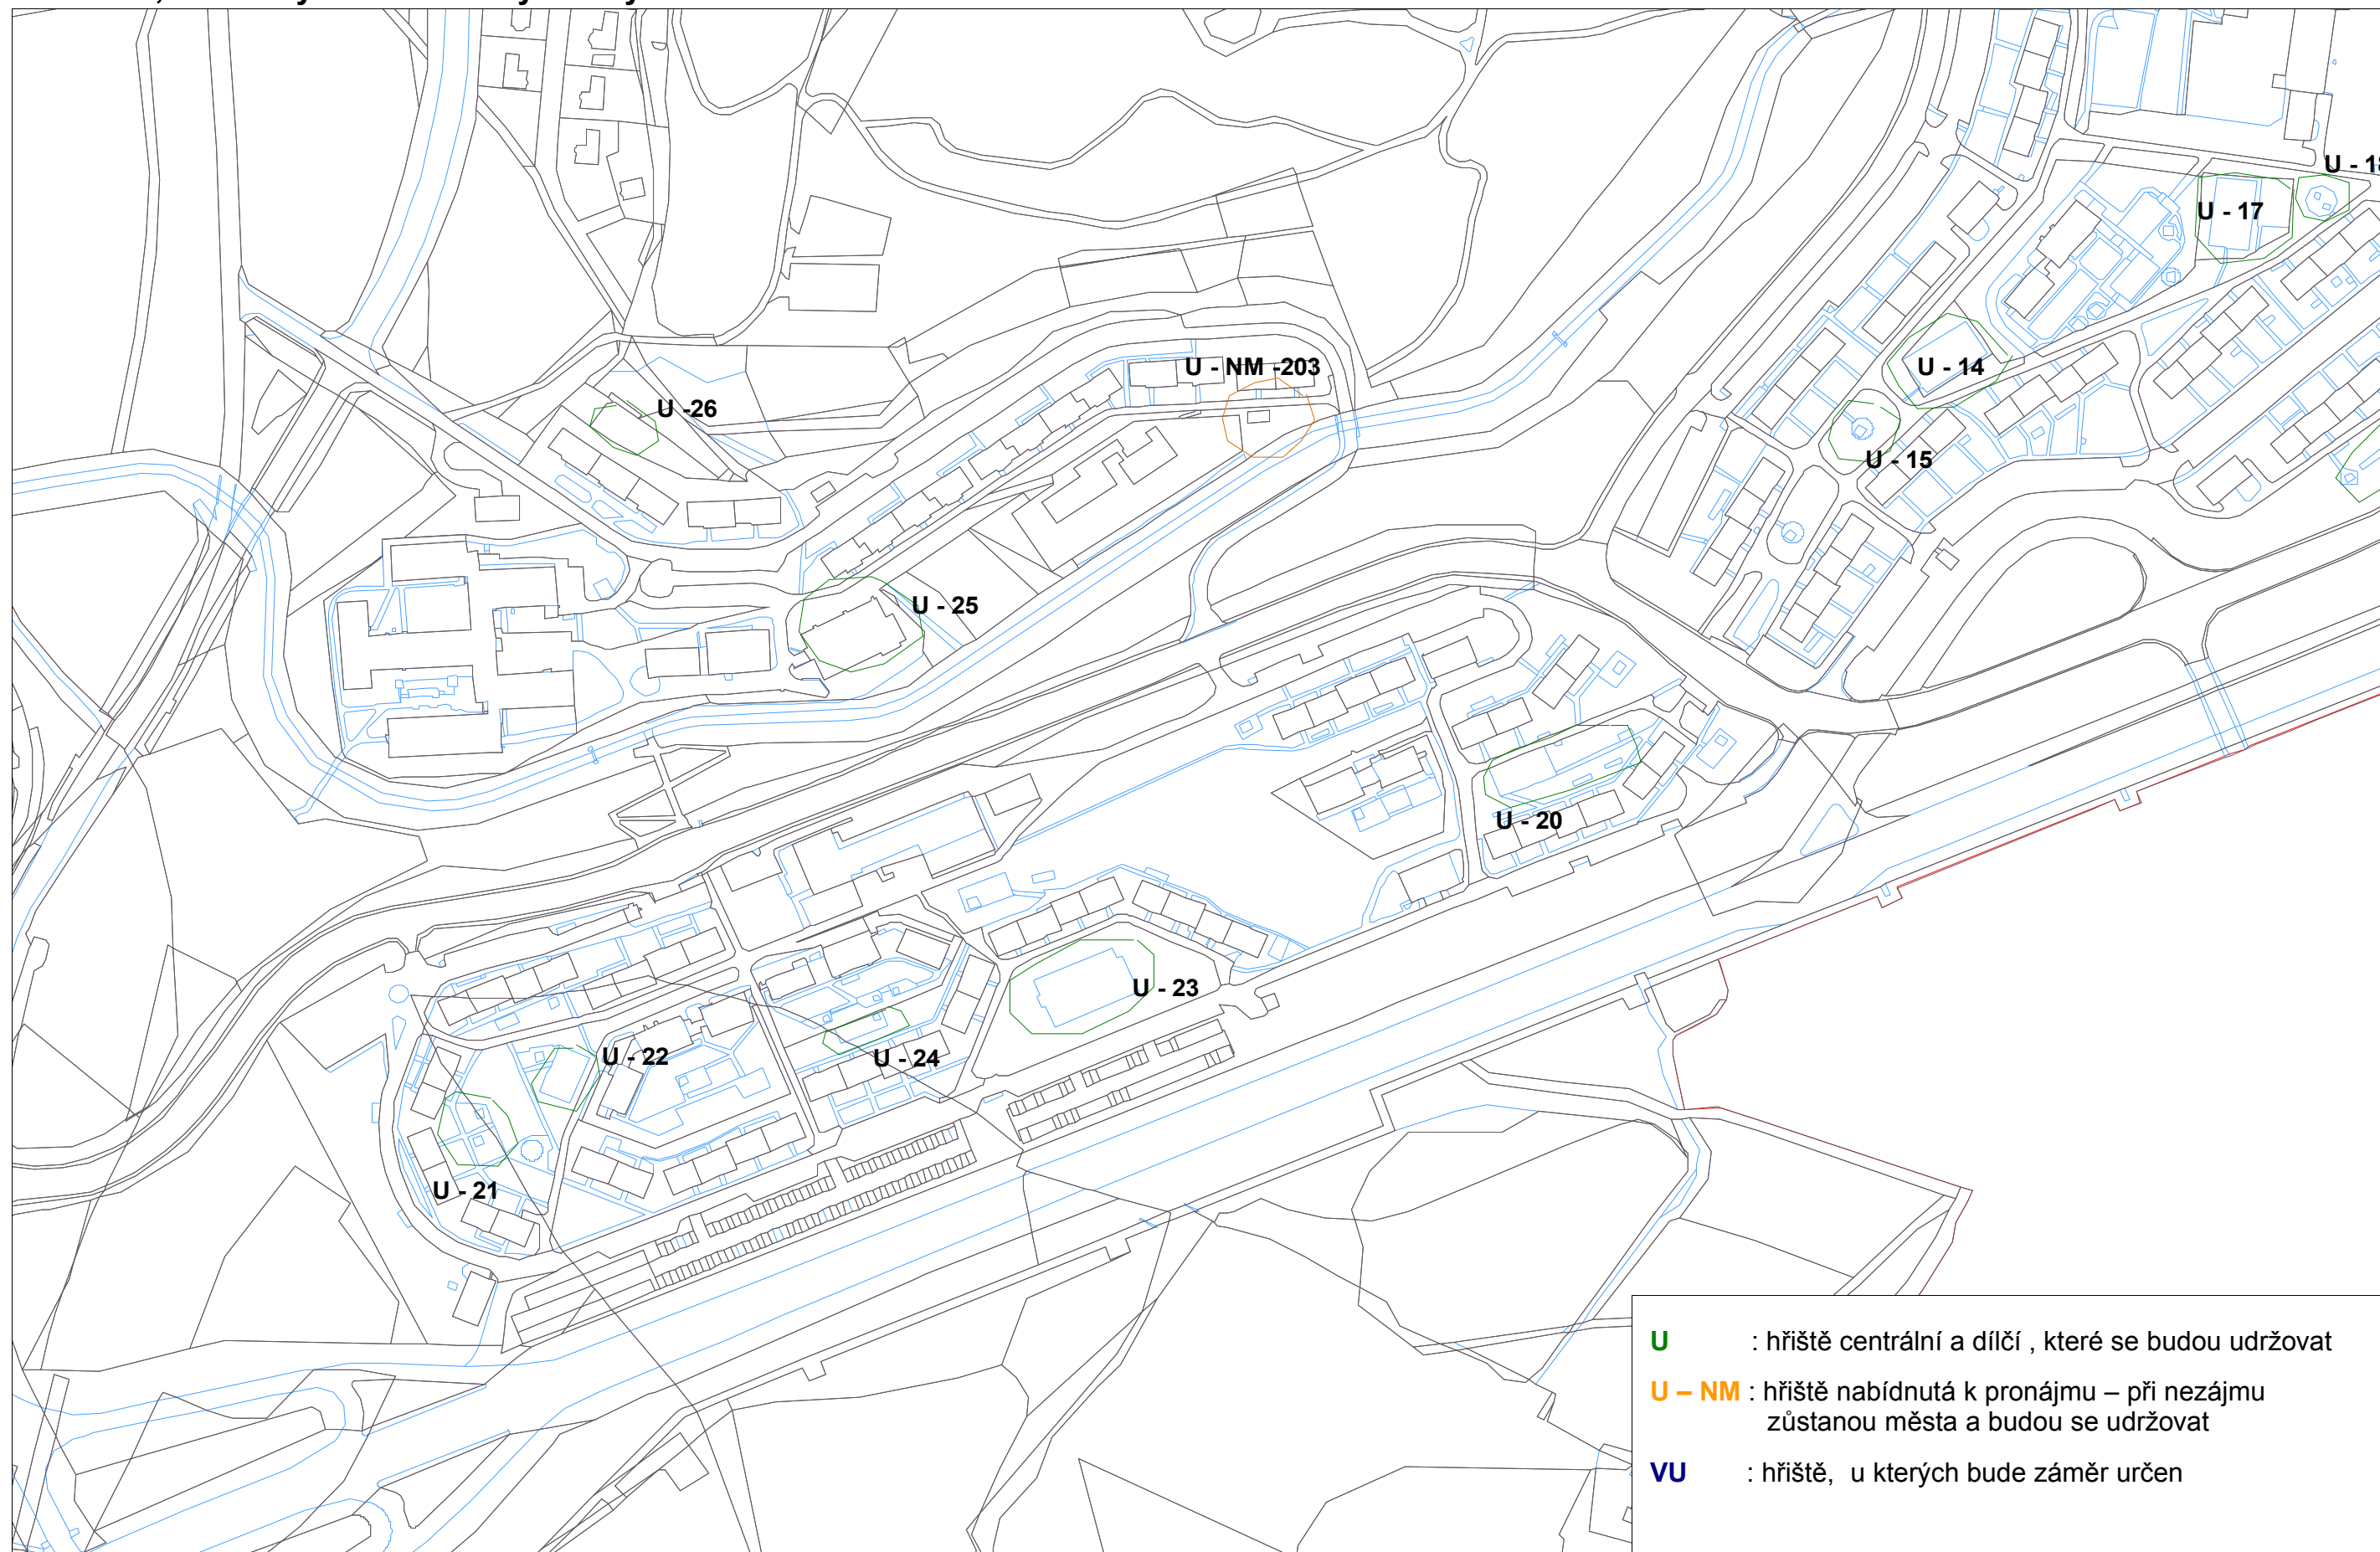 U - 17
U - NM -203
U - 14
U -26
U - 15
U - 25
U - 20
U - 23
U - 22
U - 24
U - 21
U : hřiště centrální a dílčí , které se budou udržovat
U – NM : hřiště nabídnutá k pronájmu – při nezájmu
zůstanou města a budou se udržovat
VU : hřiště, u kterých bude záměr určen